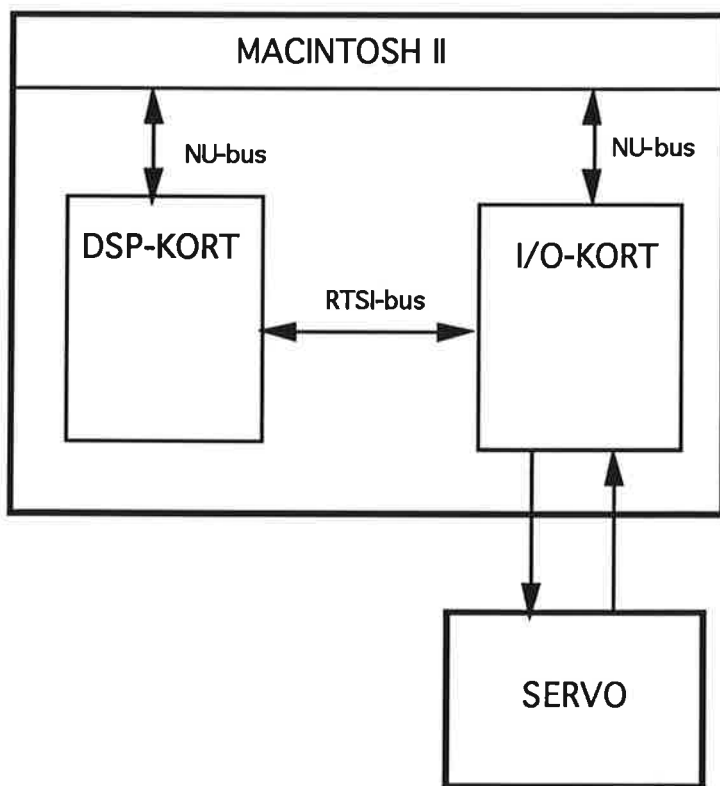 MACINTOSH II
NU-bus
NU-bus
DSP-KORT
I/O-KORT
RTSI-bus
SERVO